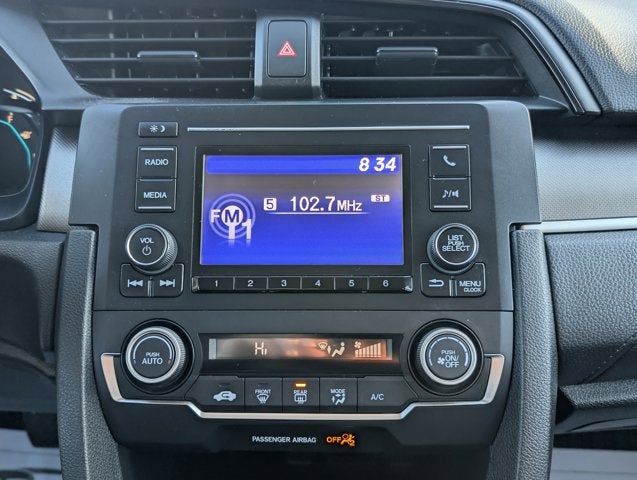 8 34
RADIO
MEDIA
5 102.7MHz ST
FM 1
VOL
LIST
PUSH
SELECT
MENU
CLOCK
1 2 3 4 5 6
PUSH
AUTO
Hi
PUSH
ON/
OFF
FRONT
REAR
MODE
A/C
PASSENGER AIRBAG OFF